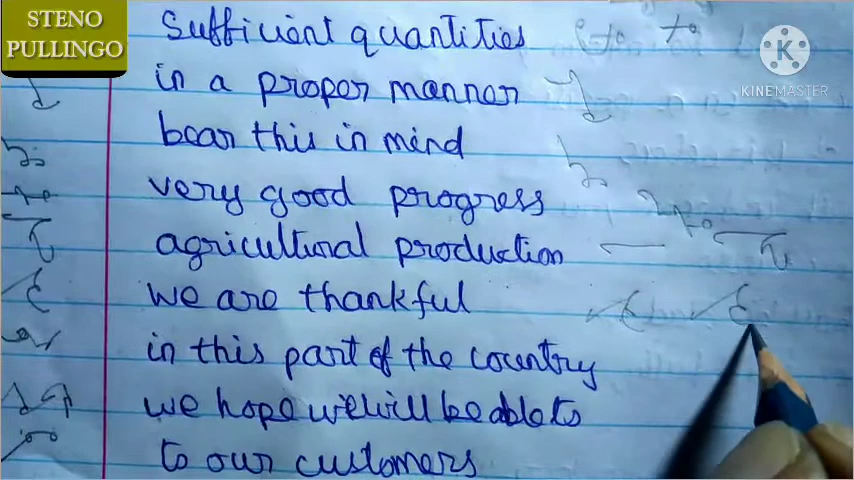 STENO
PULLINGO
KINEMASTER
Sufficient quantities
in a proper manner
bear this in mind
very good progress
agricultural production
we are thankful
in this part of the country
we hope we will be able to
to our customers